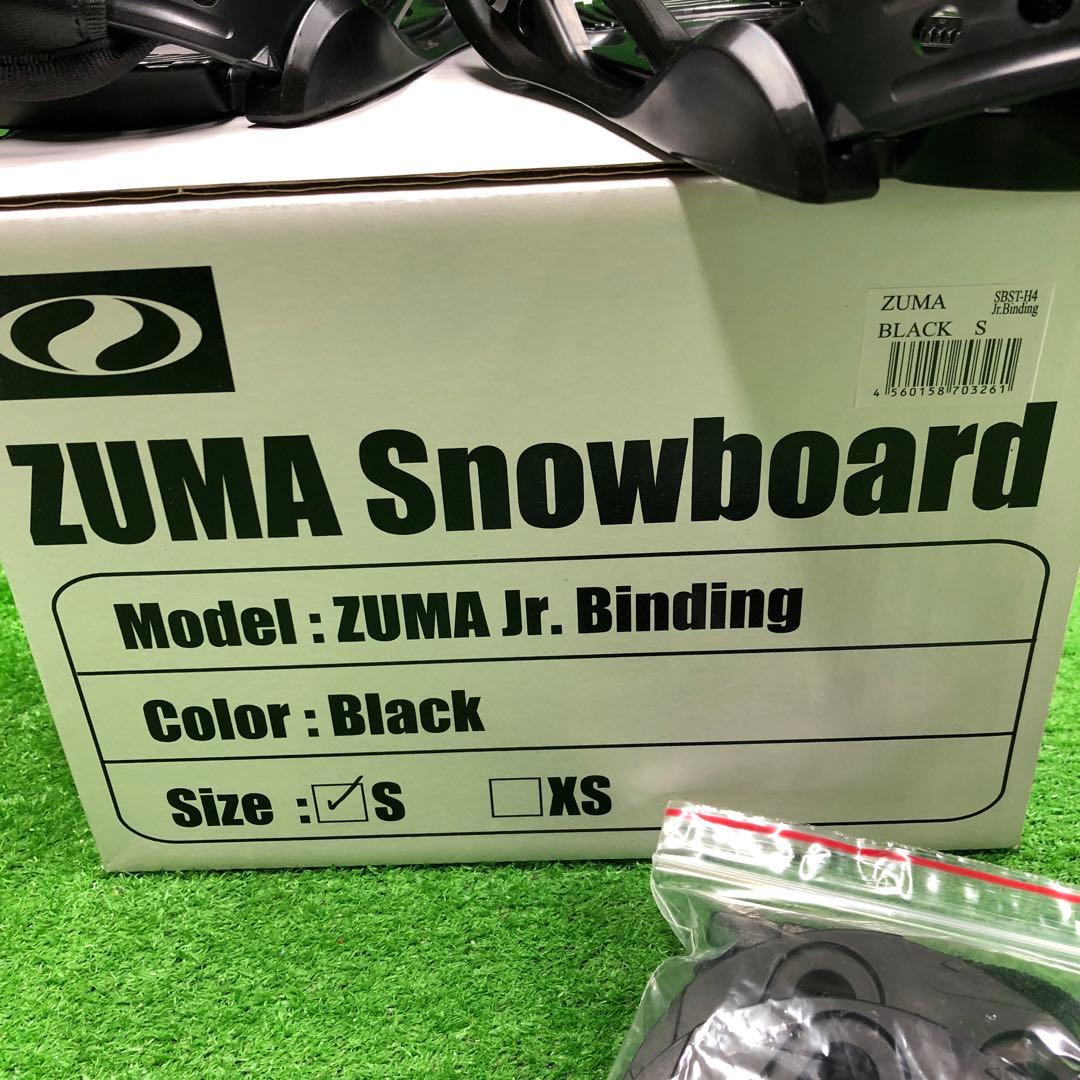 ZUMA SBST-H4
Jr.Binding
BLACK S
4 560158 703261
ZUMA Snowboard
Model : ZUMA Jr. Binding
Color : Black
Size : S XS